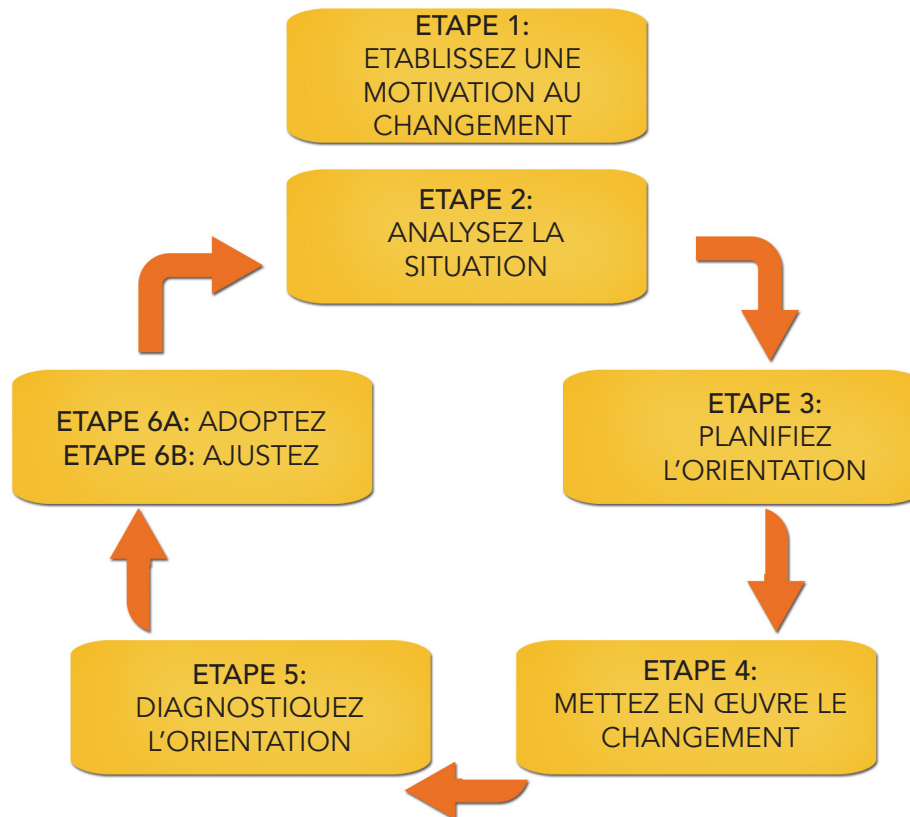 ETAPE 1:
ETABLISSEZ UNE
MOTIVATION AU
CHANGEMENT
ETAPE 2:
ANALYSEZ LA
SITUATION
ETAPE 3:
PLANIFIEZ
L'ORIENTATION
ETAPE 4:
METTEZ EN ŒUVRE LE
CHANGEMENT
ETAPE 5:
DIAGNOSTIQUEZ
L'ORIENTATION
ETAPE 6A: ADOPTEZ
ETAPE 6B: AJUSTEZ